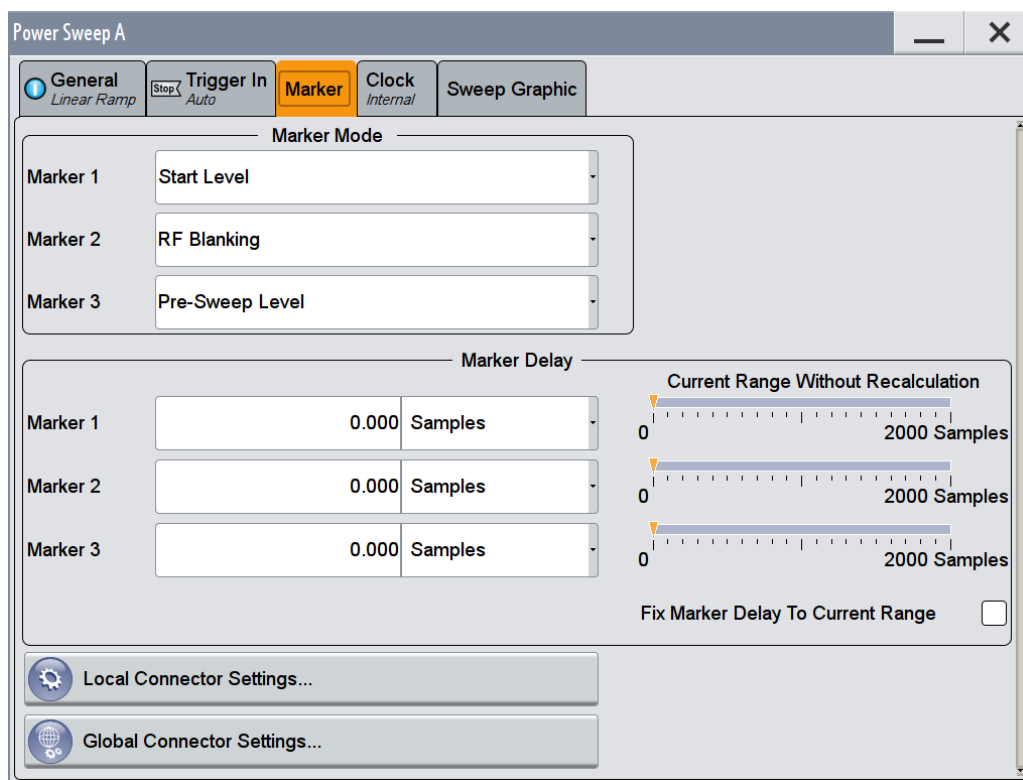 Power Sweep A
General
Linear Ramp
Stop Trigger In
Auto
Marker
Clock
Internal
Sweep Graphic
Marker Mode
Marker 1 Start Level
Marker 2 RF Blanking
Marker 3 Pre-Sweep Level
Marker Delay
Current Range Without Recalculation
Marker 1 0.000 Samples
0 2000 Samples
Marker 2 0.000 Samples
0 2000 Samples
Marker 3 0.000 Samples
0 2000 Samples
Fix Marker Delay To Current Range
Local Connector Settings...
Global Connector Settings...